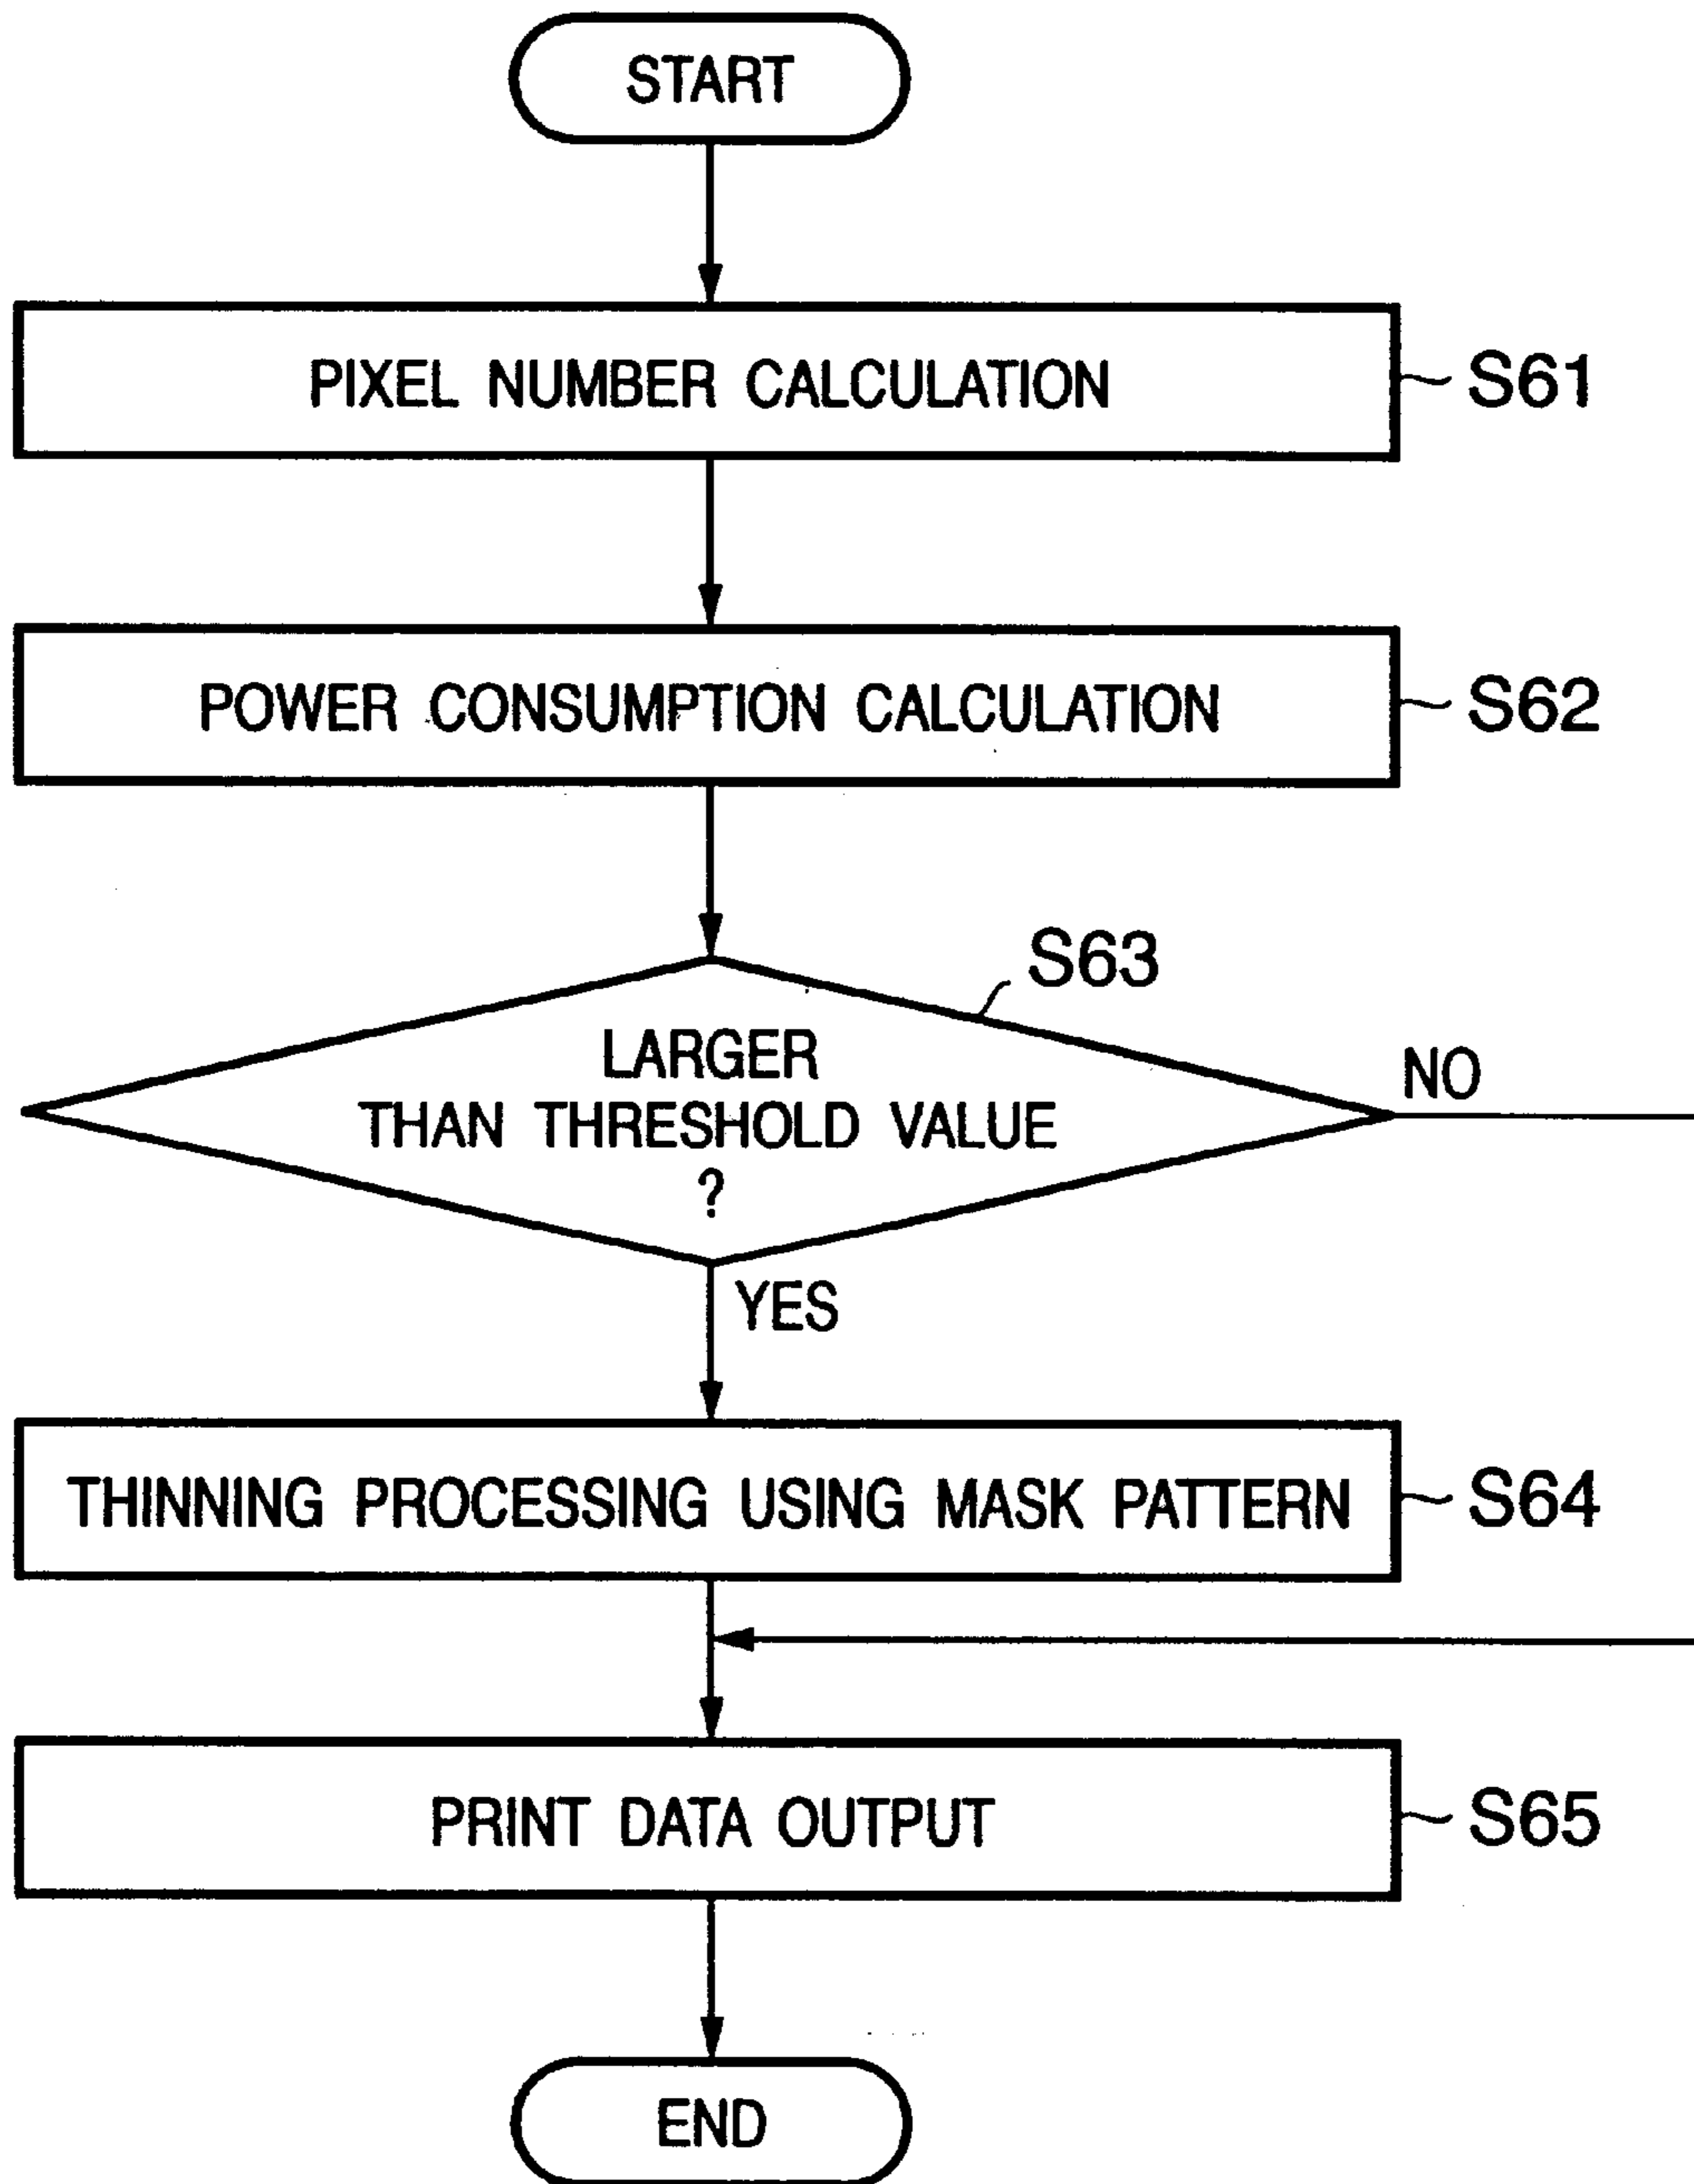 START
PIXEL NUMBER CALCULATION
S61
POWER CONSUMPTION CALCULATION
S62
S63
LARGER
THAN THRESHOLD VALUE
?
NO
YES
THINNING PROCESSING USING MASK PATTERN
S64
PRINT DATA OUTPUT
S65
END